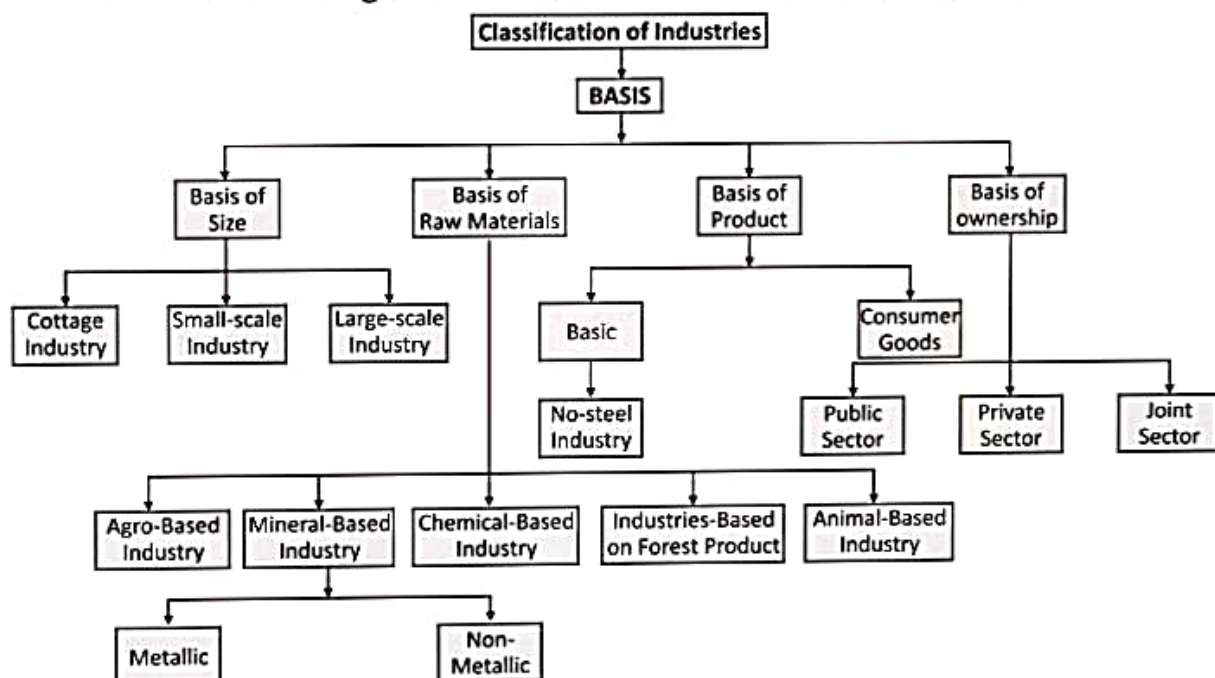 Classification of Industries
BASIS
Basis of
Size
Basis of
Raw Materials
Basis of
Product
Basis of
ownership
Cottage
Industry
Small-scale
Industry
Large-scale
Industry
Basic
Consumer
Goods
No-steel
Industry
Public
Sector
Private
Sector
Joint
Sector
Agro-Based
Industry
Mineral-Based
Industry
Chemical-Based
Industry
Industries-Based
on Forest Product
Animal-Based
Industry
Metallic
Non-
Metallic